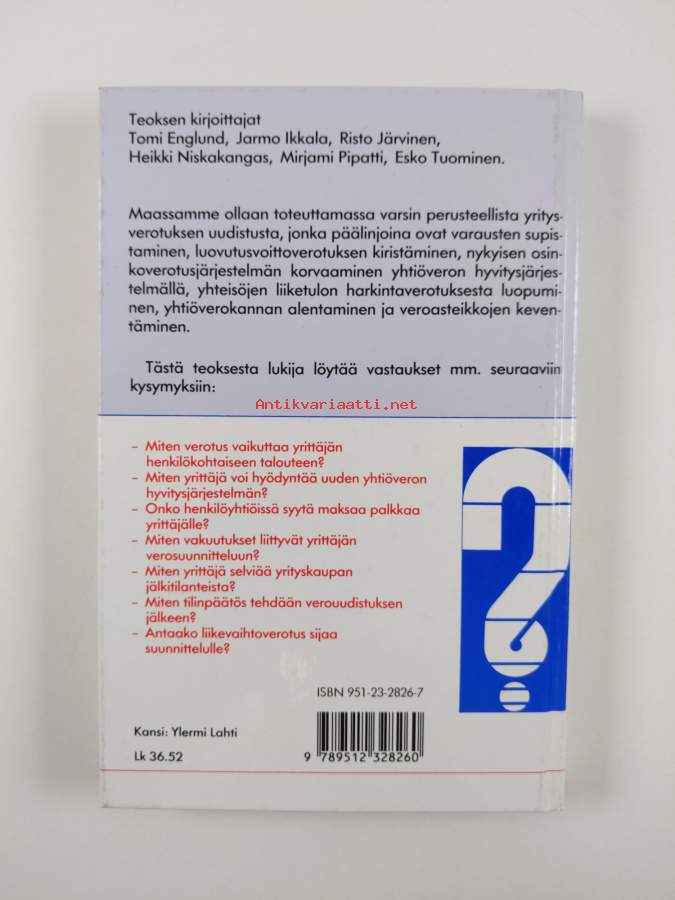 Teoksen kirjoittajat
Tomi Englund, Jarmo Ikkala, Risto Järvinen,
Heikki Niskakangas, Mirjami Pipatti, Esko Tuominen.
Maassamme ollaan toteuttamassa varsin perusteellista yritys-
verotuksen uudistusta, jonka päälinjoina ovat varausten supis-
taminen, luovutusvoittoverotuksen kiristäminen, nykyisen osin-
koverotusjärjestelmän korvaaminen yhtiöveron hyvitysjärjes-
telmällä, yhteisöjen liiketulon harkintaverotuksesta luopumi-
nen, yhtiöverokannan alentaminen ja veroasteikkojen keven-
täminen.
Tästä teoksesta lukija löytää vastaukset mm. seuraaviin
kysymyksiin:
Antikvariaatti.net
– Miten verotus vaikuttaa yrittäjän
henkilökohtaiseen talouteen?
– Miten yrittäjä voi hyödyntää uuden yhtiöveron
hyvitysjärjestelmän?
– Onko henkilöyhtiöissä syytä maksaa palkkaa
yrittäjälle?
– Miten vakuutukset liittyvät yrittäjän
verosuunnitteluun?
– Miten yrittäjä selviää yrityskaupan
jälkitilanteista?
– Miten tilinpäätös tehdään verouudistuksen
jälkeen?
– Antaako liikevaihtoverotus sijaa
suunnittelulle?
?
ISBN 951-23-2826-7
Kansi: Ylermi Lahti
Lk 36.52
9 789512 328260